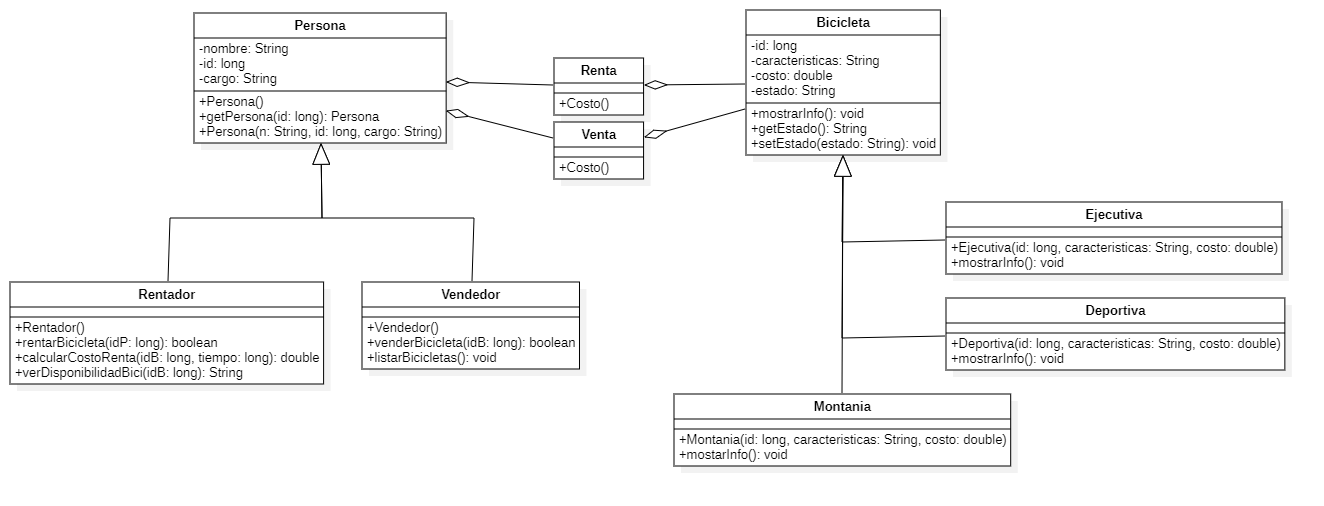 Persona
-nombre: String
-id: long
-cargo: String
+Persona()
+getPersona(id: long): Persona
+Persona(n: String, id: long, cargo: String)
Renta
+Costo()
Venta
+Costo()
Bicicleta
-id: long
-caracteristicas: String
-costo: double
-estado: String
+mostrarInfo(): void
+getEstado(): String
+setEstado(estado: String): void
Rentador
+Rentador()
+rentarBicicleta(idP: long): boolean
+calcularCostoRenta(idB: long, tiempo: long): double
+verDisponibilidadBici(idB: long): String
Vendedor
+Vendedor()
+venderBicicleta(idB: long): boolean
+listarBicicletas(): void
Ejecutiva
+Ejecutiva(id: long, caracteristicas: String, costo: double)
+mostrarInfo(): void
Deportiva
+Deportiva(id: long, caracteristicas: String, costo: double)
+mostrarInfo(): void
Montania
+Montania(id: long, caracteristicas: String, costo: double)
+mostarInfo(): void